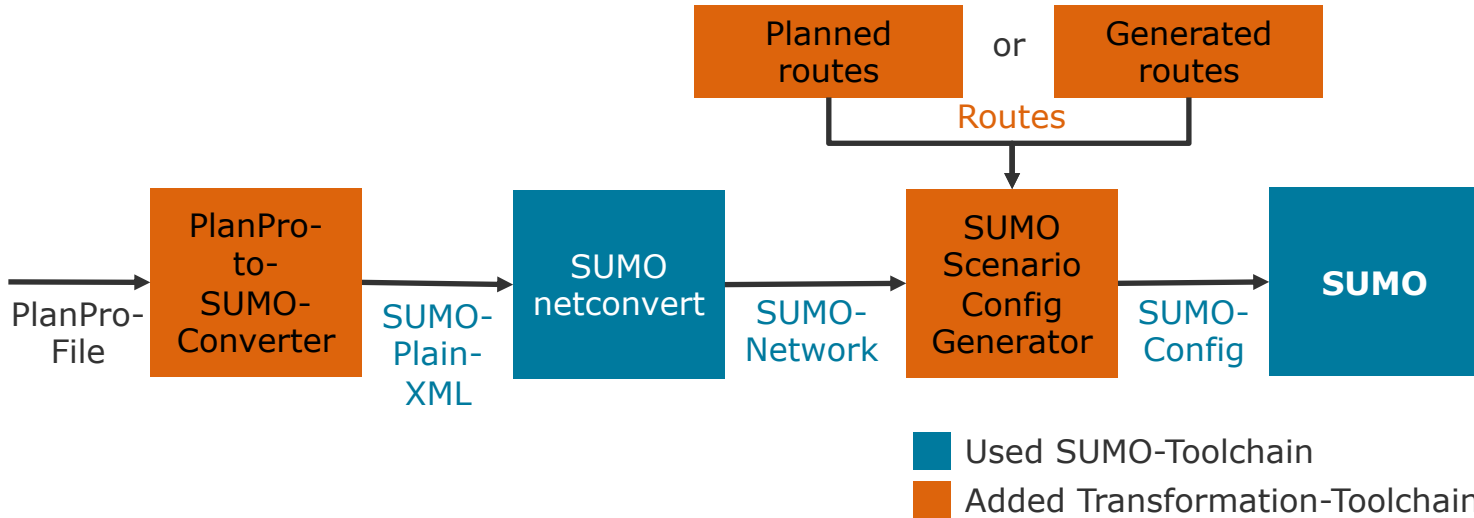 Planned
routes
or
Generated
routes
Routes
PlanPro-
to-
SUMO-
Converter
SUMO
netconvert
SUMO
Scenario
Config
Generator
SUMO
PlanPro-
File
SUMO-
Plain-
XML
SUMO-
Network
SUMO-
Config
Used SUMO-Toolchain
Added Transformation-Toolchain